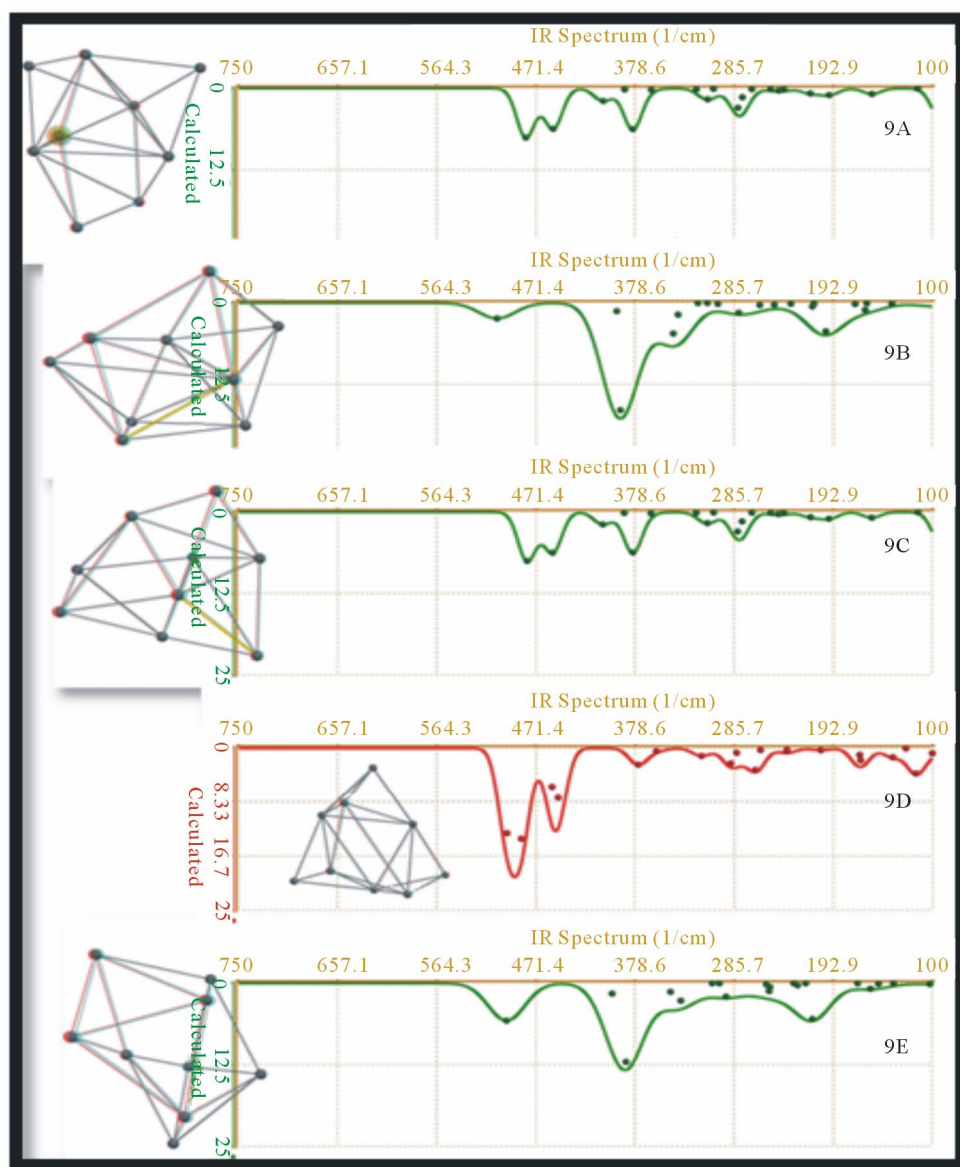 IR Spectrum (1/cm)
750 657.1 564.3 471.4 378.6 285.7 192.9 100
0
12.5
Calculated
9A
IR Spectrum (1/cm)
750 657.1 564.3 471.4 378.6 285.7 192.9 100
0
12.5
Calculated
9B
IR Spectrum (1/cm)
750 657.1 564.3 471.4 378.6 285.7 192.9 100
0
12.5
25
Calculated
9C
IR Spectrum (1/cm)
750 657.1 564.3 471.4 378.6 285.7 192.9 100
0
8.33
16.7
25
Calculated
9D
IR Spectrum (1/cm)
750 657.1 564.3 471.4 378.6 285.7 192.9 100
0
12.5
25
Calculated
9E